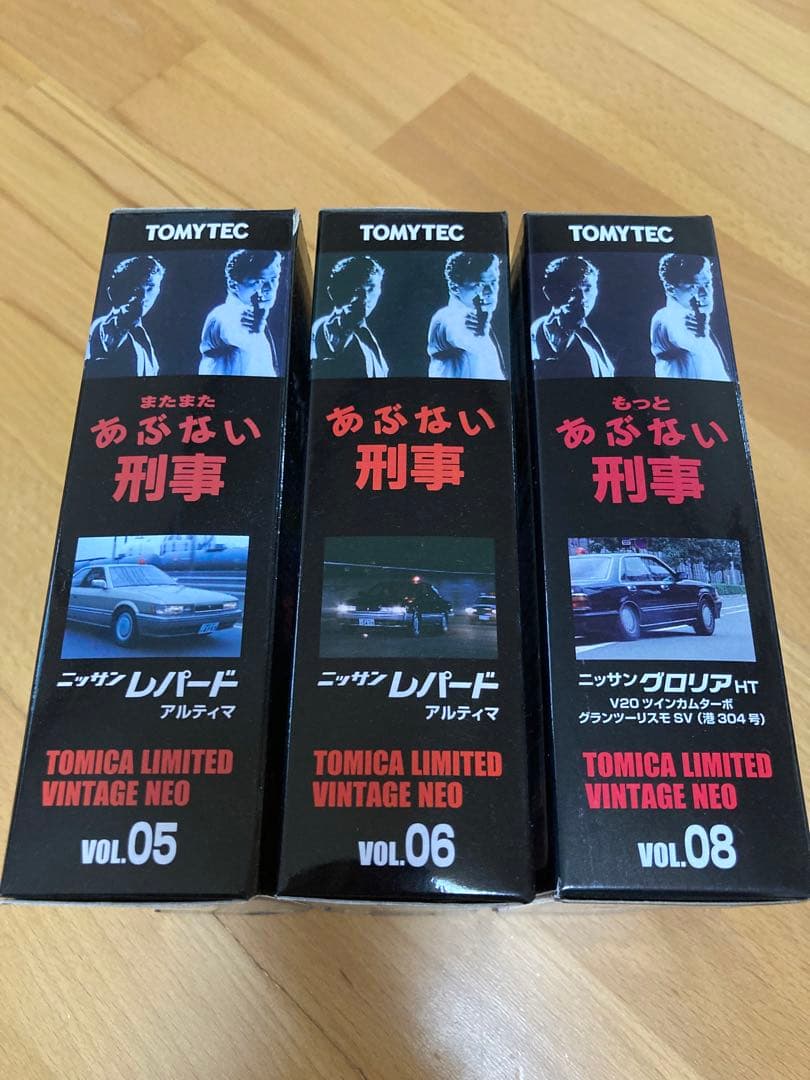 TOMYTEC
またまた
あぶない
刑事
ニッサン レパード
アルティマ
TOMICA LIMITED
VINTAGE NEO
VOL.05
TOMYTEC
あぶない
刑事
ニッサン レパード
アルティマ
TOMICA LIMITED
VINTAGE NEO
VOL.06
TOMYTEC
もっと
あぶない
刑事
ニッサン グロリア HT
V20 ツインカムターボ
グランツーリスモ SV (港 304 号)
TOMICA LIMITED
VINTAGE NEO
VOL.08